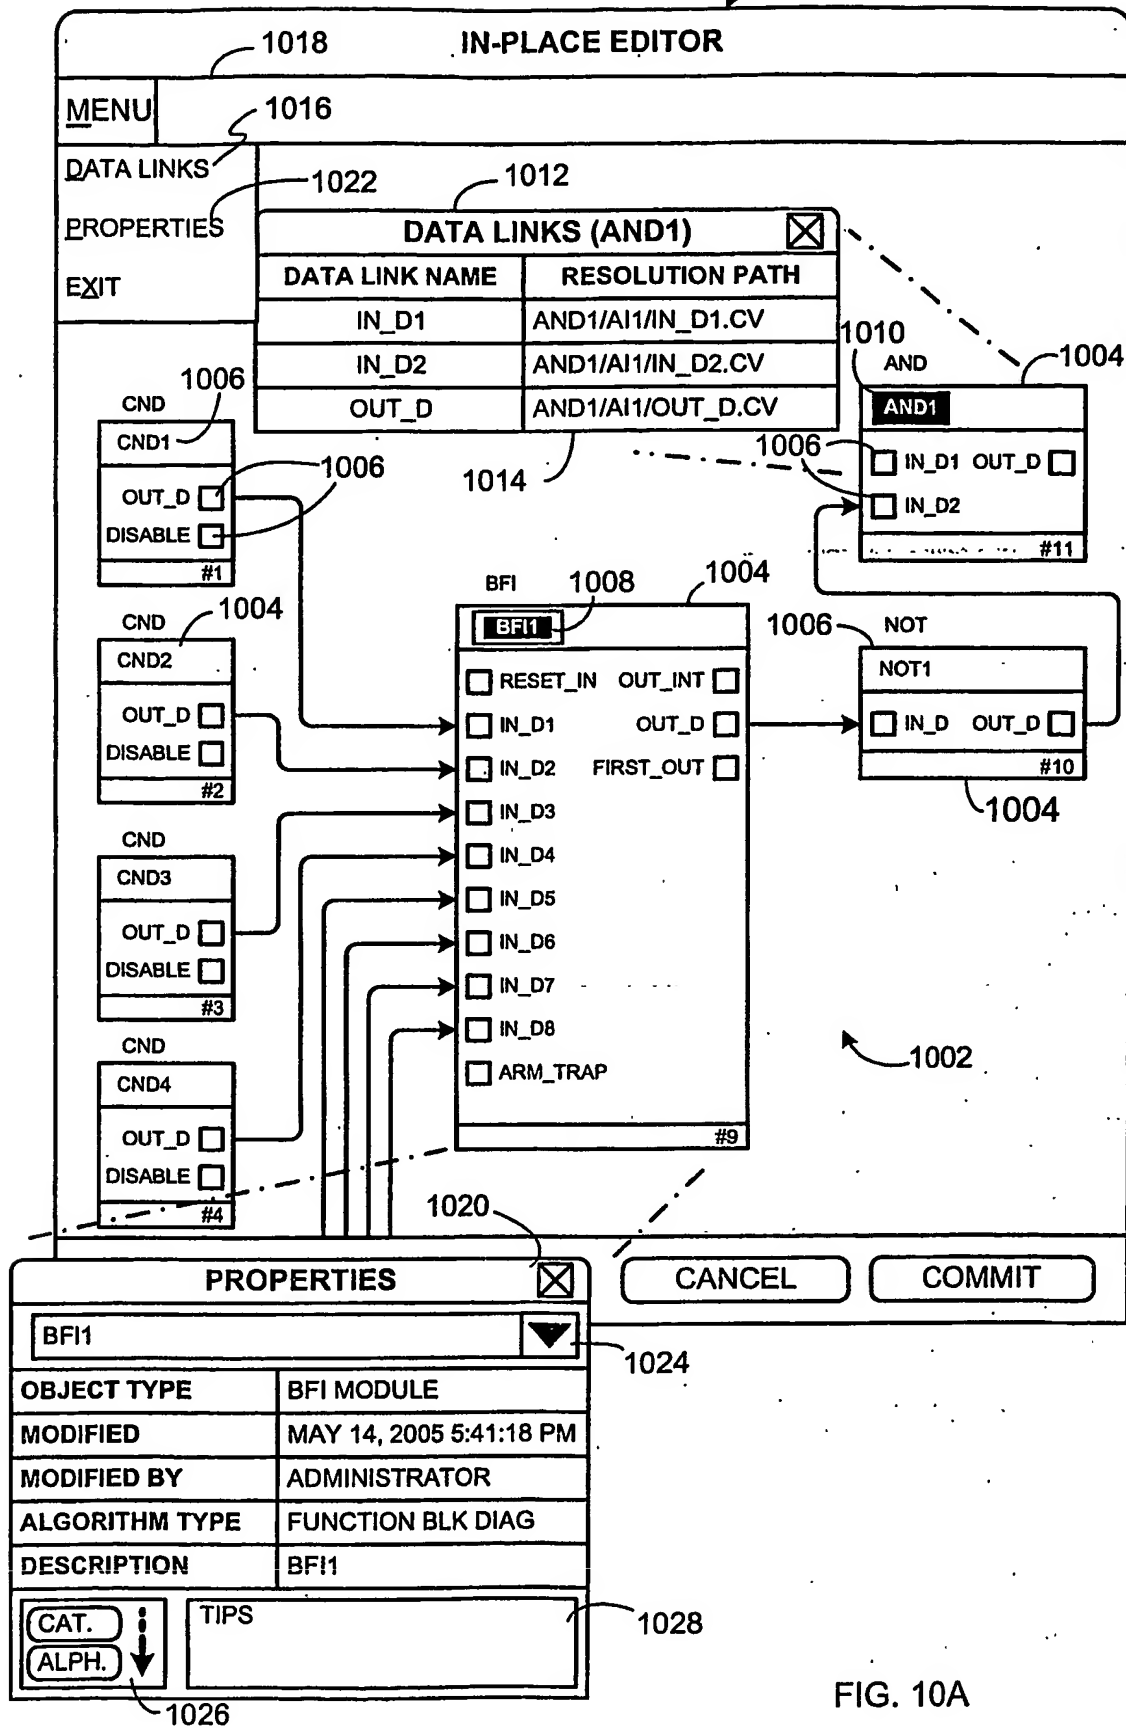 IN-PLACE EDITOR
1018
MENU
1016
DATA LINKS
1022
PROPERTIES
EXIT
1012
DATA LINKS (AND1)
DATA LINK NAME RESOLUTION PATH
IN_D1 AND1/AI1/IN_D1.CV
IN_D2 AND1/AI1/IN_D2.CV
OUT_D AND1/AI1/OUT_D.CV
1014
1010
AND
1004
AND1
1006
IN_D1 OUT_D
IN_D2
#11
CND
1006
CND1
1006
OUT_D
DISABLE
#1
CND
1004
CND2
OUT_D
DISABLE
#2
CND
CND3
OUT_D
DISABLE
#3
CND
CND4
OUT_D
DISABLE
#4
BFI
1008
1004
BFI1
RESET_IN OUT_INT
IN_D1 OUT_D
IN_D2 FIRST_OUT
IN_D3
IN_D4
IN_D5
IN_D6
IN_D7
IN_D8
ARM_TRAP
#9
1006
NOT
NOT1
IN_D OUT_D
#10
1004
1002
1020
PROPERTIES
CANCEL
COMMIT
BFI1
1024
OBJECT TYPE BFI MODULE
MODIFIED MAY 14, 2005 5:41:18 PM
MODIFIED BY ADMINISTRATOR
ALGORITHM TYPE FUNCTION BLK DIAG
DESCRIPTION BFI1
CAT.
ALPH.
TIPS
1028
1026
FIG. 10A